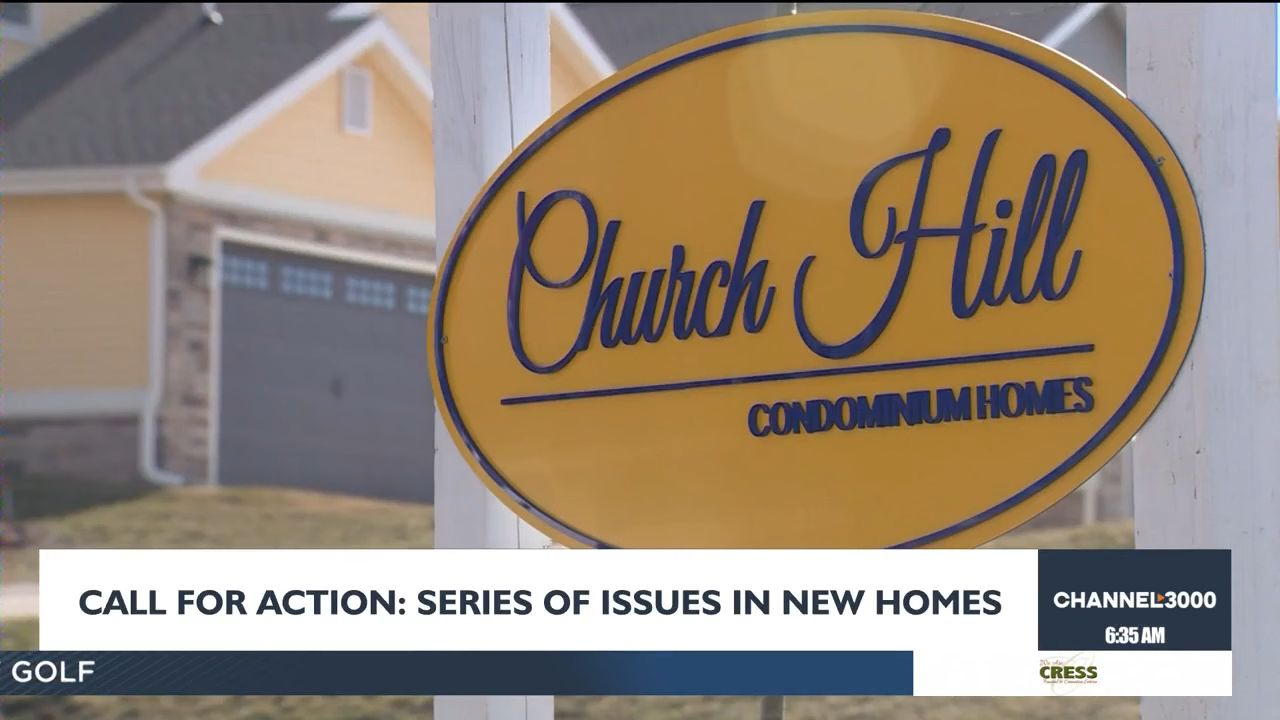 Church Hill
CONDOMINIUM HOMES
CALL FOR ACTION: SERIES OF ISSUES IN NEW HOMES
CHANNEL3000
6:35 AM
GOLF
CRESS